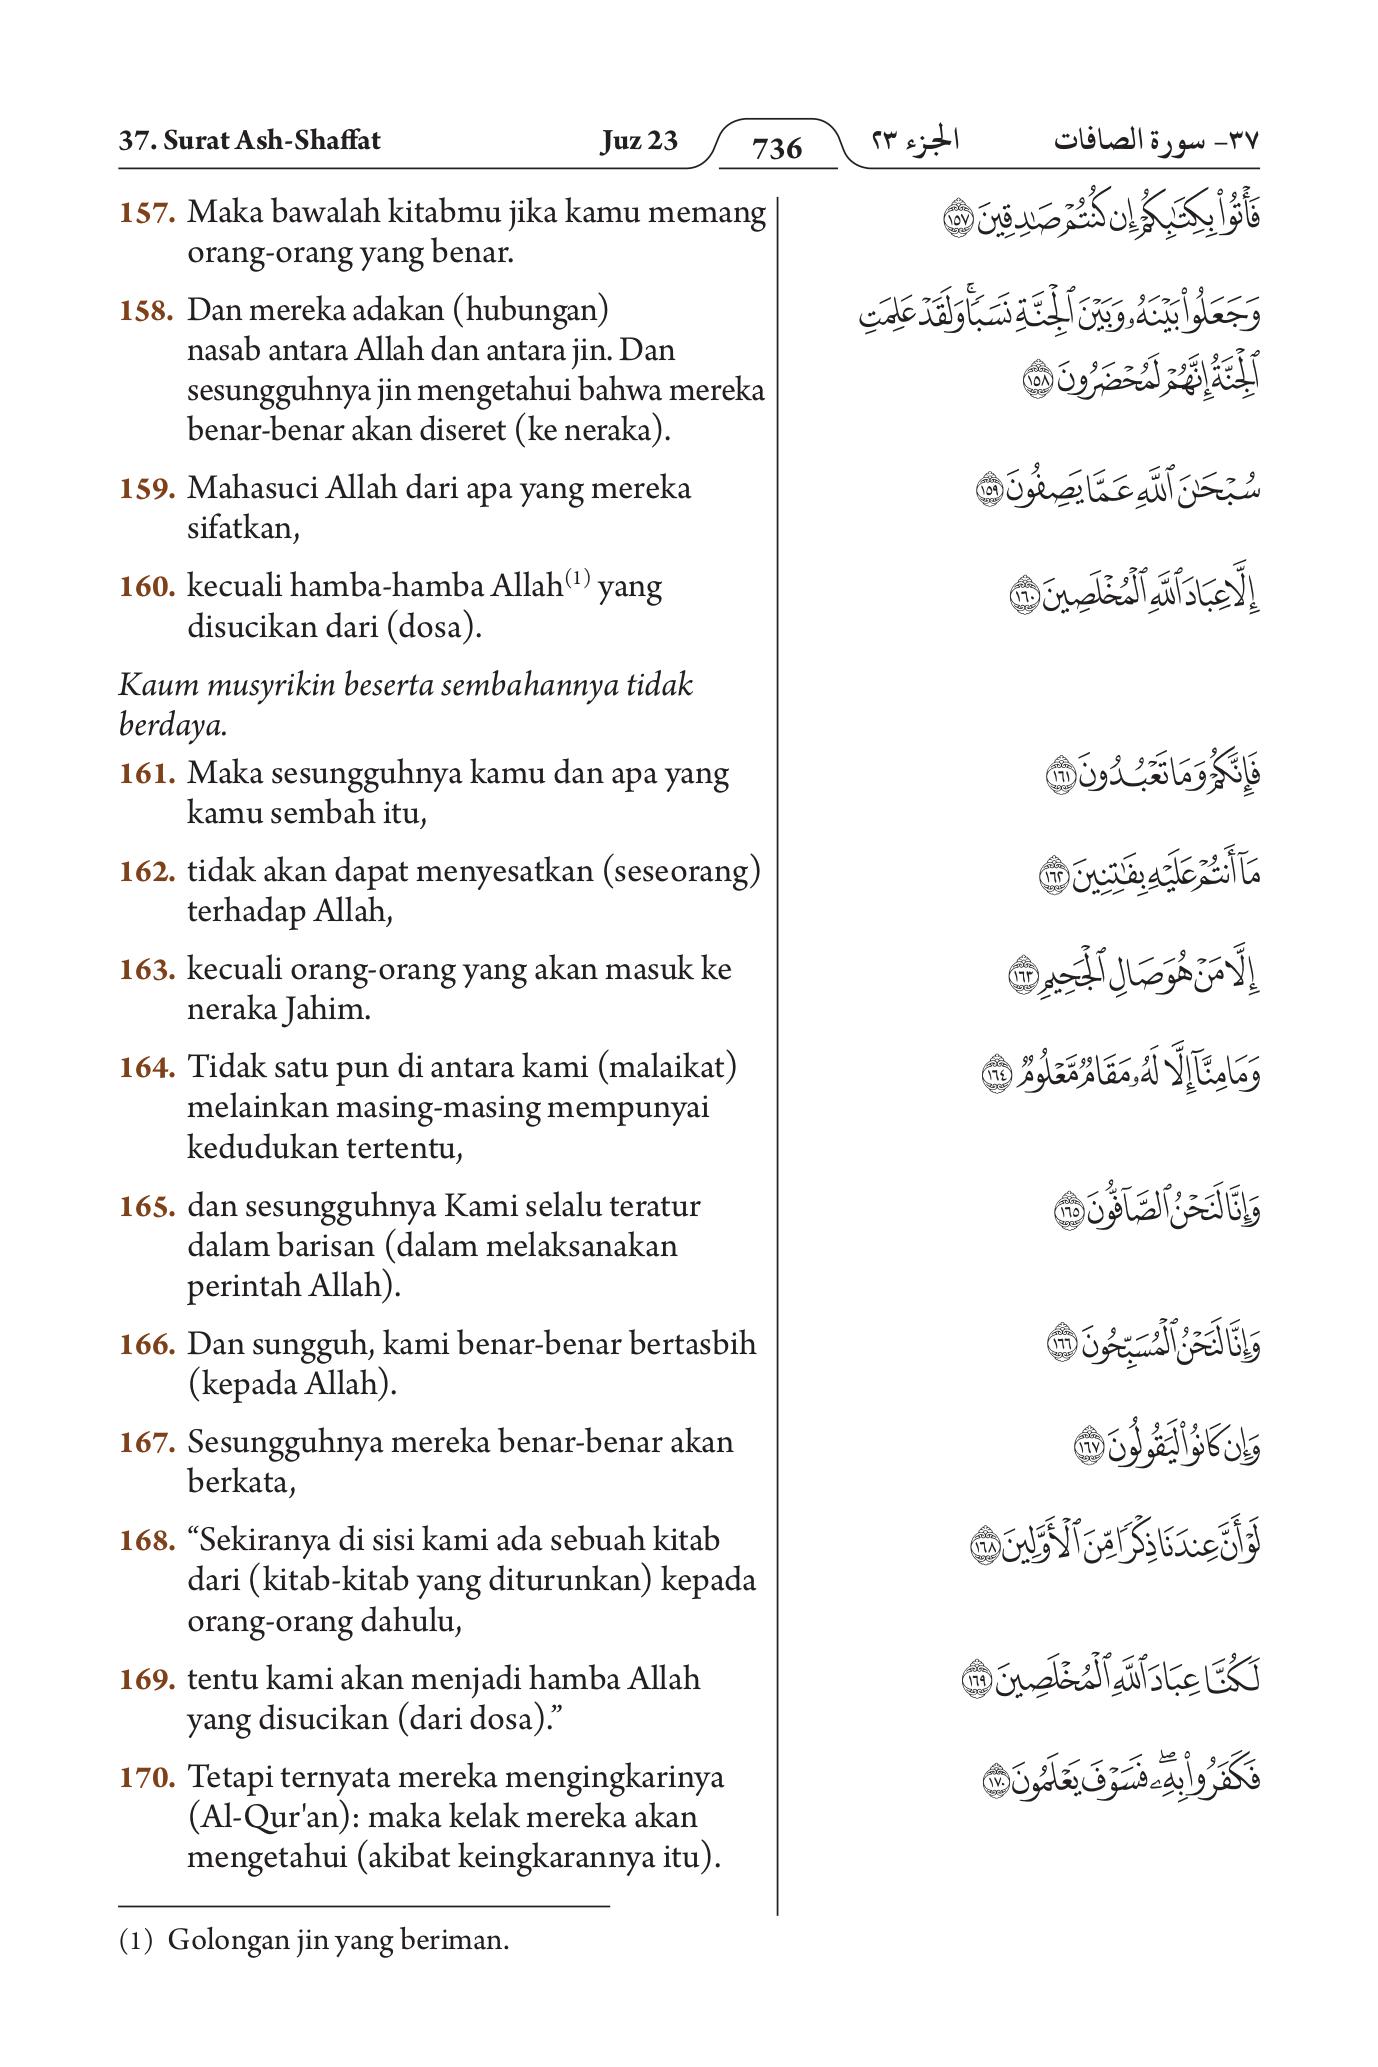 37. Surat Ash-Shaffat Juz 23 736 الجزء ٢٣ ٣٧- سورة الصافات
157. Maka bawalah kitabmu jika kamu memang
orang-orang yang benar.
158. Dan mereka adakan (hubungan)
nasab antara Allah dan antara jin. Dan
sesungguhnya jin mengetahui bahwa mereka
benar-benar akan diseret (ke neraka).
159. Mahasuci Allah dari apa yang mereka
sifatkan,
160. kecuali hamba-hamba Allah(1) yang
disucikan dari (dosa).
Kaum musyrikin beserta sembahannya tidak
berdaya.
161. Maka sesungguhnya kamu dan apa yang
kamu sembah itu,
162. tidak akan dapat menyesatkan (seseorang)
terhadap Allah,
163. kecuali orang-orang yang akan masuk ke
neraka Jahim.
164. Tidak satu pun di antara kami (malaikat)
melainkan masing-masing mempunyai
kedudukan tertentu,
165. dan sesungguhnya Kami selalu teratur
dalam barisan (dalam melaksanakan
perintah Allah).
166. Dan sungguh, kami benar-benar bertasbih
(kepada Allah).
167. Sesungguhnya mereka benar-benar akan
berkata,
168. “Sekiranya di sisi kami ada sebuah kitab
dari (kitab-kitab yang diturunkan) kepada
orang-orang dahulu,
169. tentu kami akan menjadi hamba Allah
yang disucikan (dari dosa).”
170. Tetapi ternyata mereka mengingkarinya
(Al-Qur'an): maka kelak mereka akan
mengetahui (akibat keingkarannya itu).
فَأْتُوا۟ بِكِتَـٰبِكُمْ إِن كُنتُمْ صَـٰدِقِينَ ١٥٧
وَجَعَلُوا۟ بَيْنَهُۥ وَبَيْنَ ٱلْجِنَّةِ نَسَبًۭا ۚ وَلَقَدْ عَلِمَتِ
ٱلْجِنَّةُ إِنَّهُمْ لَمُحْضَرُونَ ١٥٨
سُبْحَـٰنَ ٱللَّهِ عَمَّا يَصِفُونَ ١٥٩
إِلَّا عِبَادَ ٱللَّهِ ٱلْمُخْلَصِينَ ١٦٠
فَإِنَّكُمْ وَمَا تَعْبُدُونَ ١٦١
مَآ أَنتُمْ عَلَيْهِ بِفَـٰتِنِينَ ١٦٢
إِلَّا مَنْ هُوَ صَالِ ٱلْجَحِيمِ ١٦٣
وَمَا مِنَّآ إِلَّا لَهُۥ مَقَامٌۭ مَّعْلُومٌۭ ١٦٤
وَإِنَّا لَنَحْنُ ٱلصَّآفُّونَ ١٦٥
وَإِنَّا لَنَحْنُ ٱلْمُسَبِّحُونَ ١٦٦
وَإِن كَانُوا۟ لَيَقُولُونَ ١٦٧
لَوْ أَنَّ عِندَنَا ذِكْرًۭا مِّنَ ٱلْأَوَّلِينَ ١٦٨
لَكُنَّا عِبَادَ ٱللَّهِ ٱلْمُخْلَصِينَ ١٦٩
فَكَفَرُوا۟ بِهِۦ ۖ فَسَوْفَ يَعْلَمُونَ ١٧٠
(1) Golongan jin yang beriman.